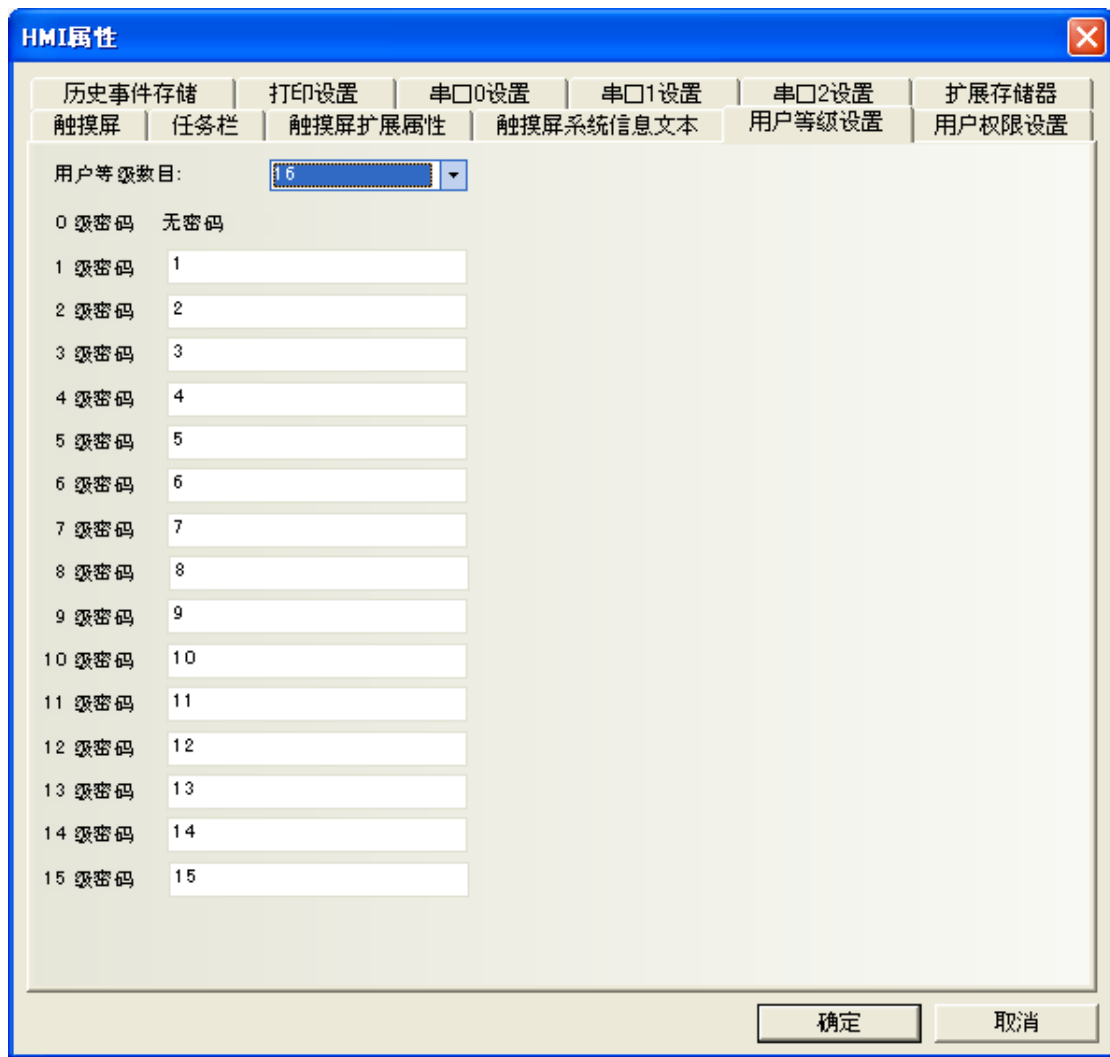 HMI属性
历史事件存储 打印设置 串口0设置 串口1设置 串口2设置 扩展存储器
触摸屏 任务栏 触摸屏扩展属性 触摸屏系统信息文本 用户等级设置 用户权限设置
用户等级数目: 16
0 级密码 无密码
1 级密码 1
2 级密码 2
3 级密码 3
4 级密码 4
5 级密码 5
6 级密码 6
7 级密码 7
8 级密码 8
9 级密码 9
10 级密码 10
11 级密码 11
12 级密码 12
13 级密码 13
14 级密码 14
15 级密码 15
确定 取消